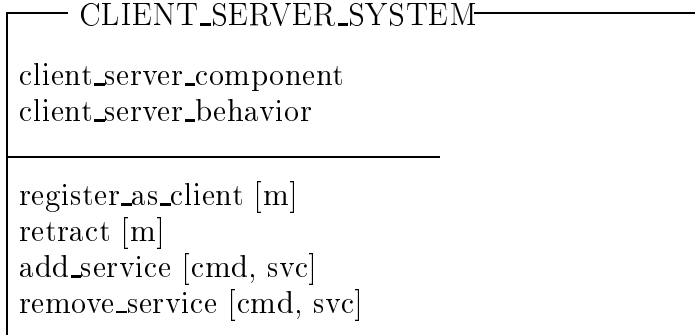 CLIENT_SERVER_SYSTEM
client_server_component
client_server_behavior
register_as_client [m]
retract [m]
add_service [cmd, svc]
remove_service [cmd, svc]